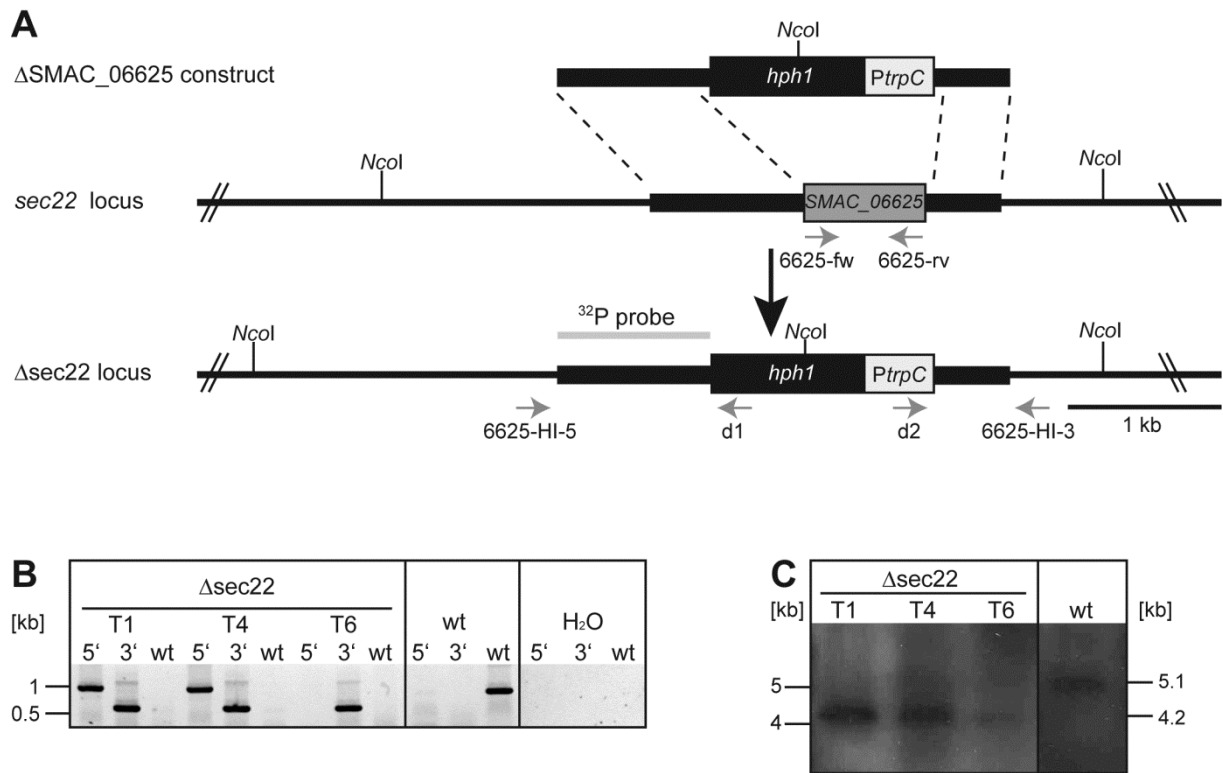 A
NcoI
ΔSMAC_06625 construct
hph1 PtrpC
NcoI NcoI
sec22 locus
SMAC_06625
6625-fw 6625-rv
³²P probe
NcoI NcoI NcoI
Δsec22 locus
hph1 PtrpC
6625-HI-5 d1 d2 6625-HI-3 1 kb
B
Δsec22
[kb] T1 T4 T6 wt H₂O
5‘ 3‘ wt 5‘ 3‘ wt 5‘ 3‘ wt 5‘ 3‘ wt 5‘ 3‘ wt
1
0.5
C
Δsec22
[kb] T1 T4 T6 wt [kb]
5 5.1
4 4.2